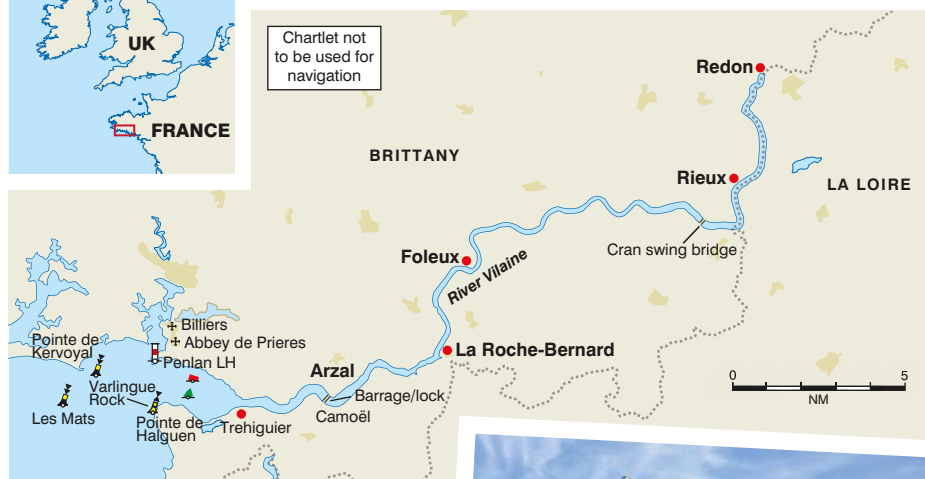 UK
FRANCE
Chartlet not
to be used for
navigation
Redon
BRITTANY
Rieux
LA LOIRE
Cran swing bridge
Foleux
River Vilaine
Billiers
Abbey de Prieres
Pointe de
Kervoyal
Penlan LH
La Roche-Bernard
Arzal
Varlingue
Rock
Barrage/lock
Les Mats
Pointe de
Halguen
Trehiguier
Camoël
0
5
NM